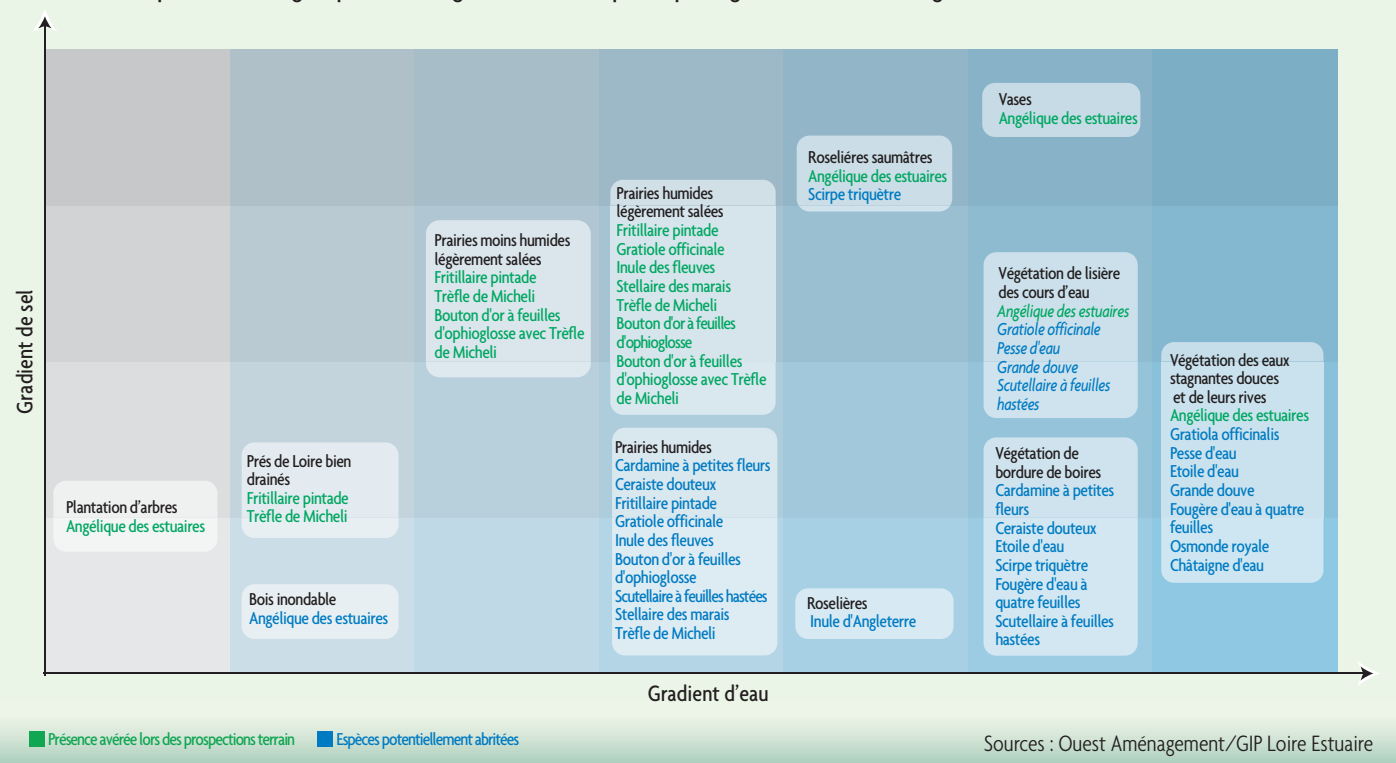 Gradient de sel
Vases
Angélique des estuaires
Roseliéres saumâtres
Angélique des estuaires
Scirpe triquètre
Prairies humides
légèrement salées
Fritillaire pintade
Gratiole officinale
Inule des fleuves
Stellaire des marais
Trèfle de Micheli
Bouton d'or à feuilles
d'ophioglosse
Bouton d'or à feuilles
d'ophioglosse avec Trèfle
de Micheli
Prairies moins humides
légèrement salées
Fritillaire pintade
Trèfle de Micheli
Bouton d'or à feuilles
d'ophioglosse avec Trèfle
de Micheli
Végétation de lisière
des cours d'eau
Angélique des estuaires
Gratiole officinale
Pesse d'eau
Grande douve
Scutellaire à feuilles
hastées
Végétation des eaux
stagnantes douces
et de leurs rives
Angélique des estuaires
Gratiola officinalis
Pesse d'eau
Etoile d'eau
Grande douve
Fougère d'eau à quatre
feuilles
Osmonde royale
Châtaigne d'eau
Prés de Loire bien
drainés
Fritillaire pintade
Trèfle de Micheli
Plantation d'arbres
Angélique des estuaires
Prairies humides
Cardamine à petites fleurs
Ceraiste douteux
Fritillaire pintade
Gratiole officinale
Inule des fleuves
Bouton d'or à feuilles
d'ophioglosse
Scutellaire à feuilles hastées
Stellaire des marais
Trèfle de Micheli
Végétation de
bordure de boires
Cardamine à petites
fleurs
Ceraiste douteux
Etoile d'eau
Scirpe triquètre
Fougère d'eau à
quatre feuilles
Scutellaire à feuilles
hastées
Bois inondable
Angélique des estuaires
Roselières
Inule d'Angleterre
Gradient d'eau
Présence avérée lors des prospections terrain
Espèces potentiellement abritées
Sources : Ouest Aménagement/GIP Loire Estuaire